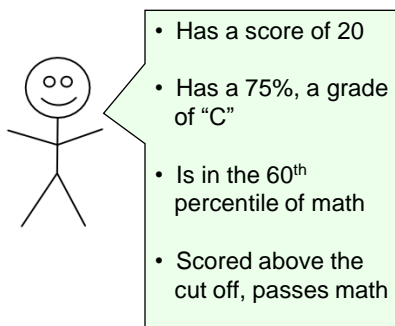 • Has a score of 20
• Has a 75%, a grade
of “C”
• Is in the 60th
percentile of math
• Scored above the
cut off, passes math